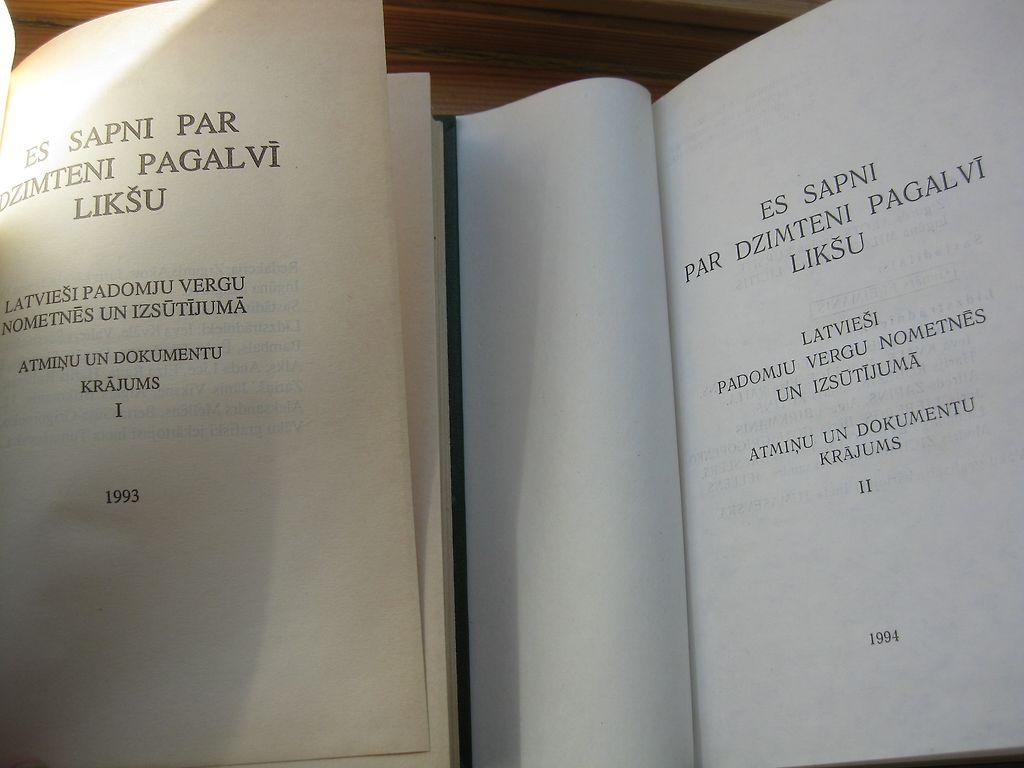 ES SAPNI PAR
DZIMTENI PAGALVĪ
LIKŠU
LATVIEŠI PADOMJU VERGU
NOMETNĒS UN IZSŪTĪJUMĀ
ATMIŅU UN DOKUMENTU
KRĀJUMS
I
1993
ES SAPNI
PAR DZIMTENI PAGALVĪ
LIKŠU
LATVIEŠI
PADOMJU VERGU NOMETNĒS
UN IZSŪTĪJUMĀ
ATMIŅU UN DOKUMENTU
KRĀJUMS
II
1994